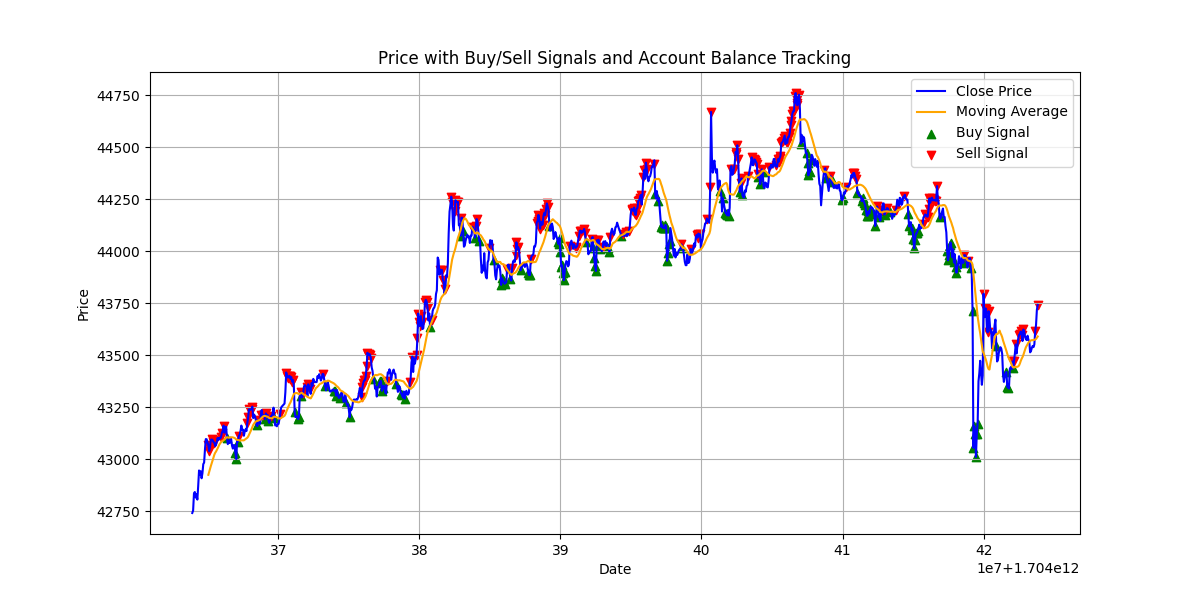 Price with Buy/Sell Signals and Account Balance Tracking
Close Price
Moving Average
Buy Signal
Sell Signal
44750
44500
44250
44000
43750
43500
43250
43000
42750
Price
37 38 39 40 41 42
1e7+1.704e12
Date